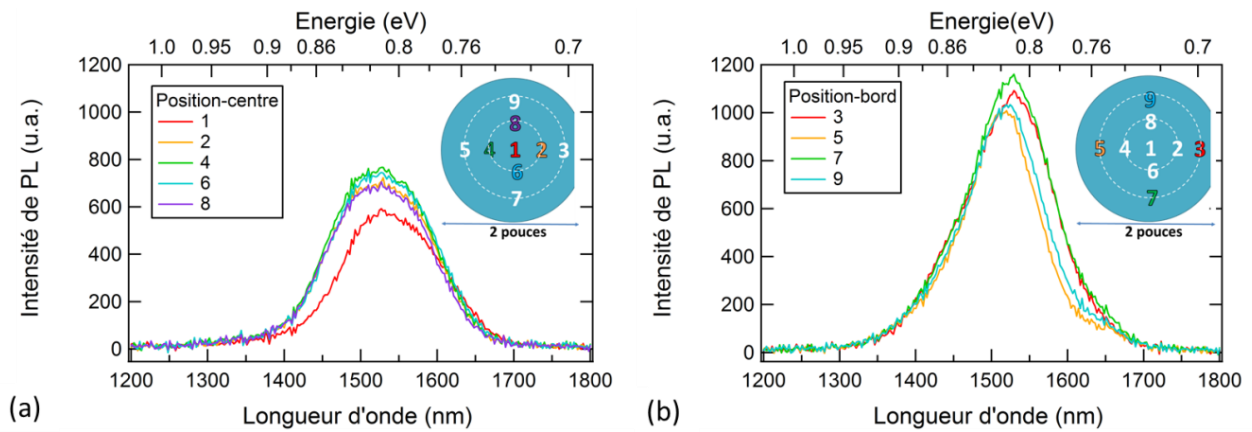 Energie (eV)
1.0 0.95 0.9 0.86 0.8 0.76 0.7
Intensité de PL (u.a.)
1200
1000
800
600
400
200
0
Position-centre
1
2
4
6
8
9
8
5 4 1 2 3
6
7
2 pouces
1200 1300 1400 1500 1600 1700 1800
Longueur d'onde (nm)
(a)
Energie(eV)
1.0 0.95 0.9 0.86 0.8 0.76 0.7
Intensité de PL (u.a.)
1200
1000
800
600
400
200
0
Position-bord
3
5
7
9
9
8
5 4 1 2 3
6
7
2 pouces
1200 1300 1400 1500 1600 1700 1800
Longueur d'onde (nm)
(b)